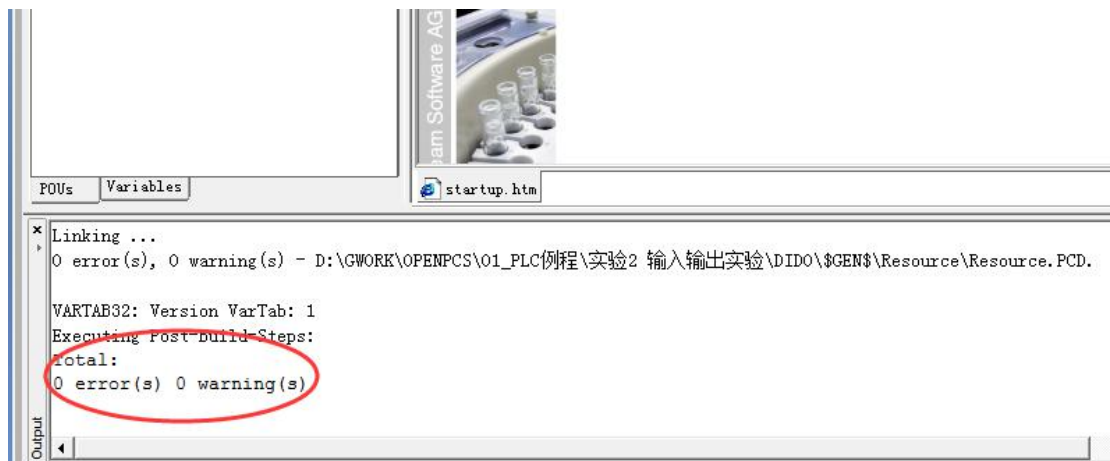 am Software AG
POUs
Variables
startup.htm
Linking ...
0 error(s), 0 warning(s) - D:\GWORK\OPENPCS\01_PLC例程\实验2 输入输出实验\DIDO\$GEN$\Resource\Resource.PCD.
VARTAB32: Version VarTab: 1
Executing Post-Build-Steps:
Total:
0 error(s) 0 warning(s)
Output